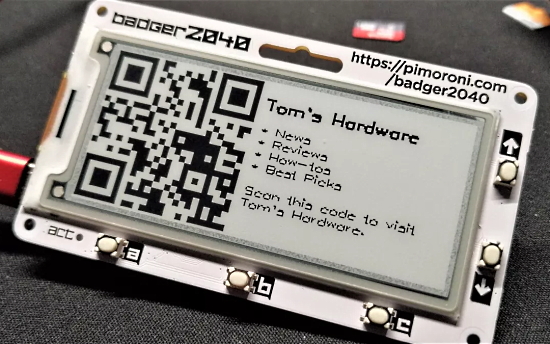 badger2040
https://pimoroni.com
/badger2040
Tom's Hardware
* News
* Reviews
* How-tos
* Best Picks
Scan this code to visit
Tom's Hardware.
act
a
b
c